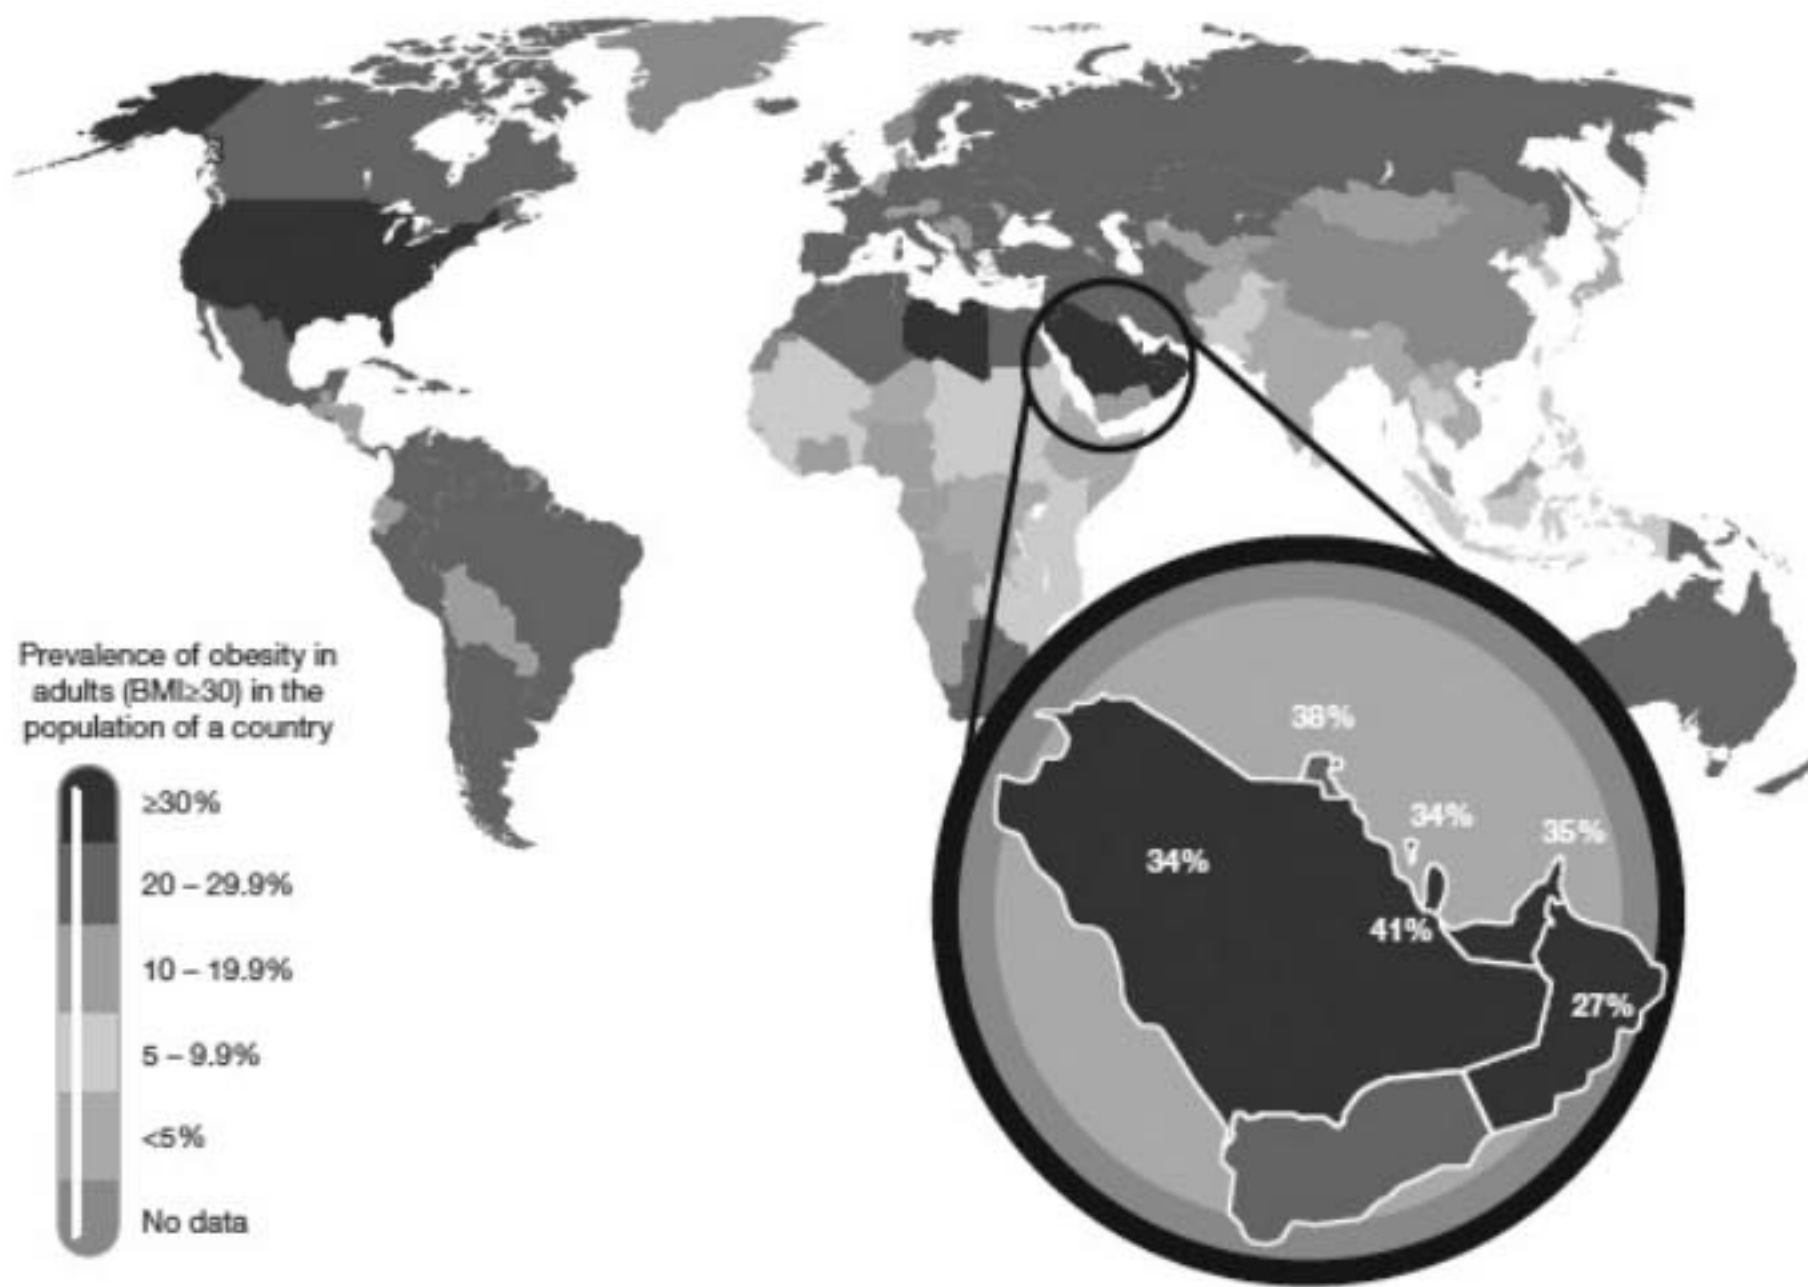 Prevalence of obesity in
adults (BMI≥30) in the
population of a country
≥30%
20 – 29.9%
10 – 19.9%
5 – 9.9%
<5%
No data
38%
34%
35%
34%
41%
27%